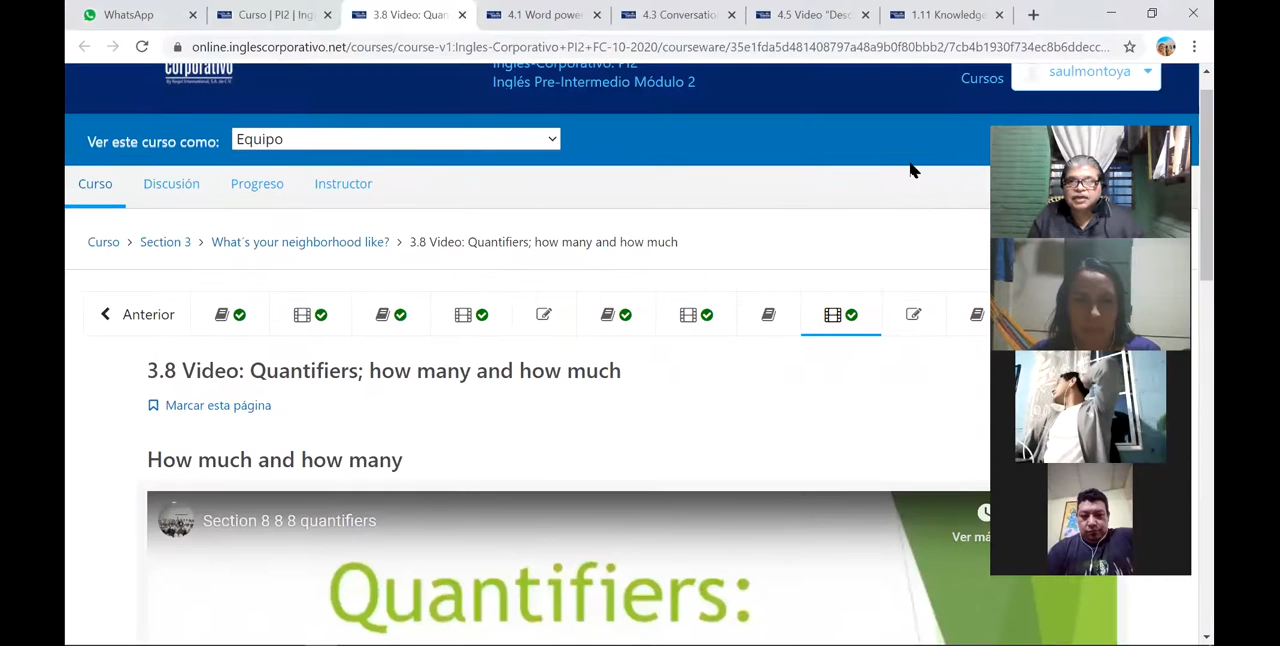 WhatsApp
Curso | PI2 | Ing
3.8 Video: Quan
4.1 Word powe
4.3 Conversatio
4.5 Video "Desc
1.11 Knowledge
online.inglescorporativo.net/courses/course-v1:Ingles-Corporativo+PI2+FC-10-2020/courseware/35e1fda5d481408797a48a9b0f80bbb2/7cb4b1930f734ec8b6ddecc...
corporativo
Ingles-Corporativo: PI2
Inglés Pre-Intermedio Módulo 2
Cursos
saulmontoya
Ver este curso como:
Equipo
Curso
Discusión
Progreso
Instructor
Curso > Section 3 > What´s your neighborhood like? > 3.8 Video: Quantifiers; how many and how much
Anterior
3.8 Video: Quantifiers; how many and how much
Marcar esta página
How much and how many
Section 8 8 8 quantifiers
Ver má
Quantifiers: